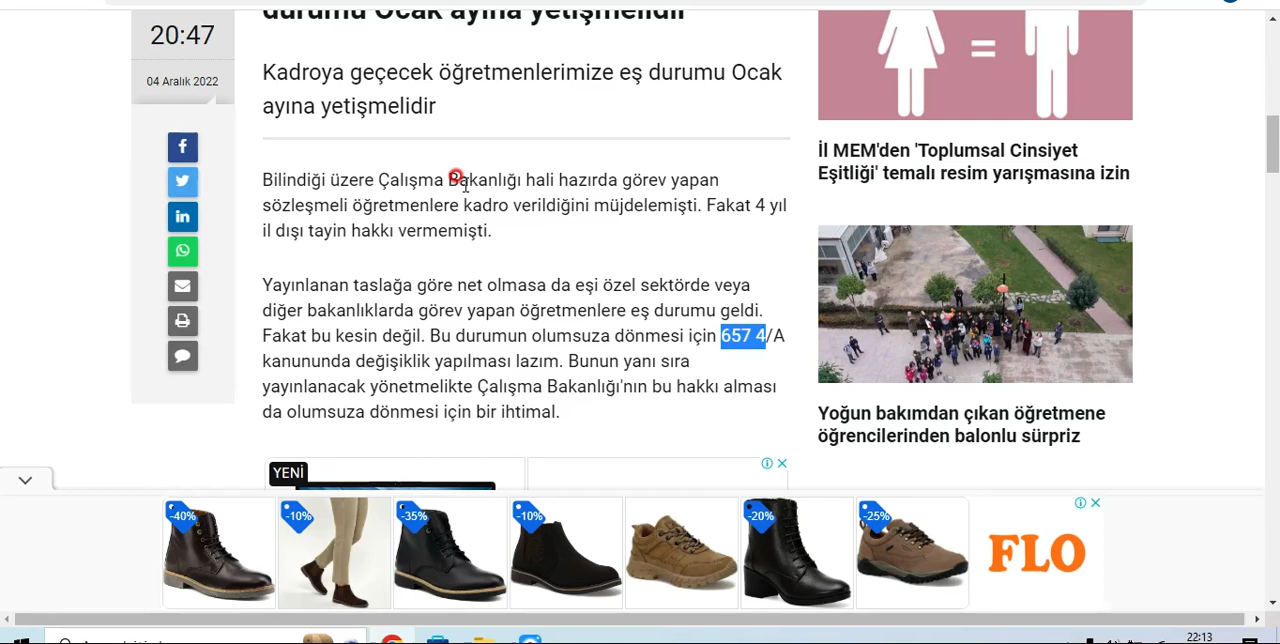 durumu Ocak ayına yetişmelidir
20:47
04 Aralık 2022
Kadroya geçecek öğretmenlerimize eş durumu Ocak
ayına yetişmelidir
Bilindiği üzere Çalışma Bakanlığı hali hazırda görev yapan
sözleşmeli öğretmenlere kadro verildiğini müjdelemişti. Fakat 4 yıl
il dışı tayin hakkı vermemişti.
Yayınlanan taslağa göre net olmasa da eşi özel sektörde veya
diğer bakanlıklarda görev yapan öğretmenlere eş durumu geldi.
Fakat bu kesin değil. Bu durumun olumsuza dönmesi için 657 4/A
kanununda değişiklik yapılması lazım. Bunun yanı sıra
yayınlanacak yönetmelikte Çalışma Bakanlığı'nın bu hakkı alması
da olumsuza dönmesi için bir ihtimal.
İl MEM'den 'Toplumsal Cinsiyet
Eşitliği' temalı resim yarışmasına izin
Yoğun bakımdan çıkan öğretmene
öğrencilerinden balonlu sürpriz
YENİ
-40%
-10%
-35%
-10%
-20%
-25%
FLO
22:13